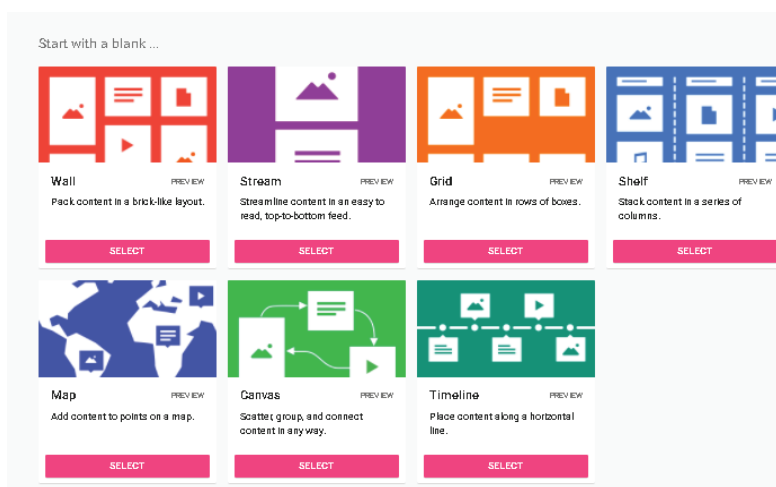 Start with a blank ...
Wall PREVIEW
Pack content in a brick-like layout.
SELECT
Stream PREVIEW
Streamline content in an easy to
read, top-to-bottom feed.
SELECT
Grid PREVIEW
Arrange content in rows of boxes.
SELECT
Shelf PREVIEW
Stack content in a series of
columns.
SELECT
Map PREVIEW
Add content to points on a map.
SELECT
Canvas PREVIEW
Scatter, group, and connect
content in any way.
SELECT
Timeline PREVIEW
Place content along a horizontal
line.
SELECT